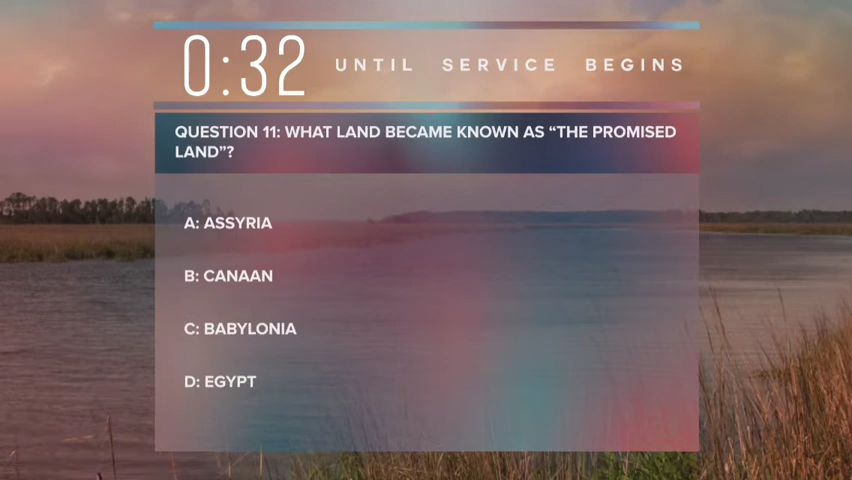 0:32 UNTIL SERVICE BEGINS
QUESTION 11: WHAT LAND BECAME KNOWN AS “THE PROMISED
LAND”?
A: ASSYRIA
B: CANAAN
C: BABYLONIA
D: EGYPT